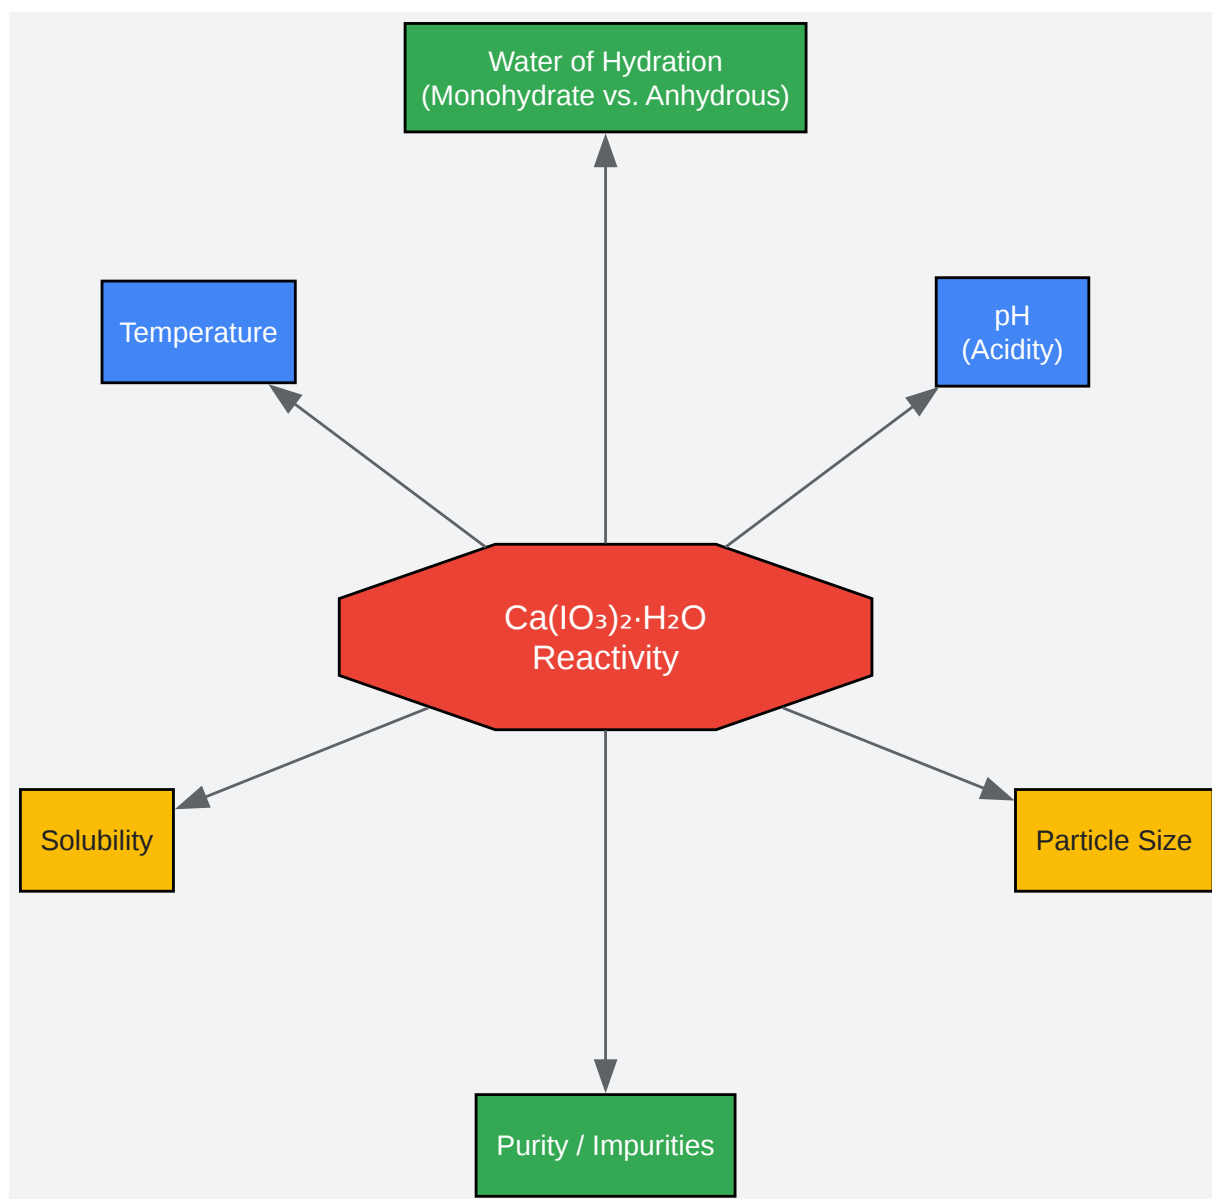 Water of Hydration
(Monohydrate vs. Anhydrous)
Temperature
pH
(Acidity)
Ca(IO₃)₂·H₂O
Reactivity
Solubility
Particle Size
Purity / Impurities